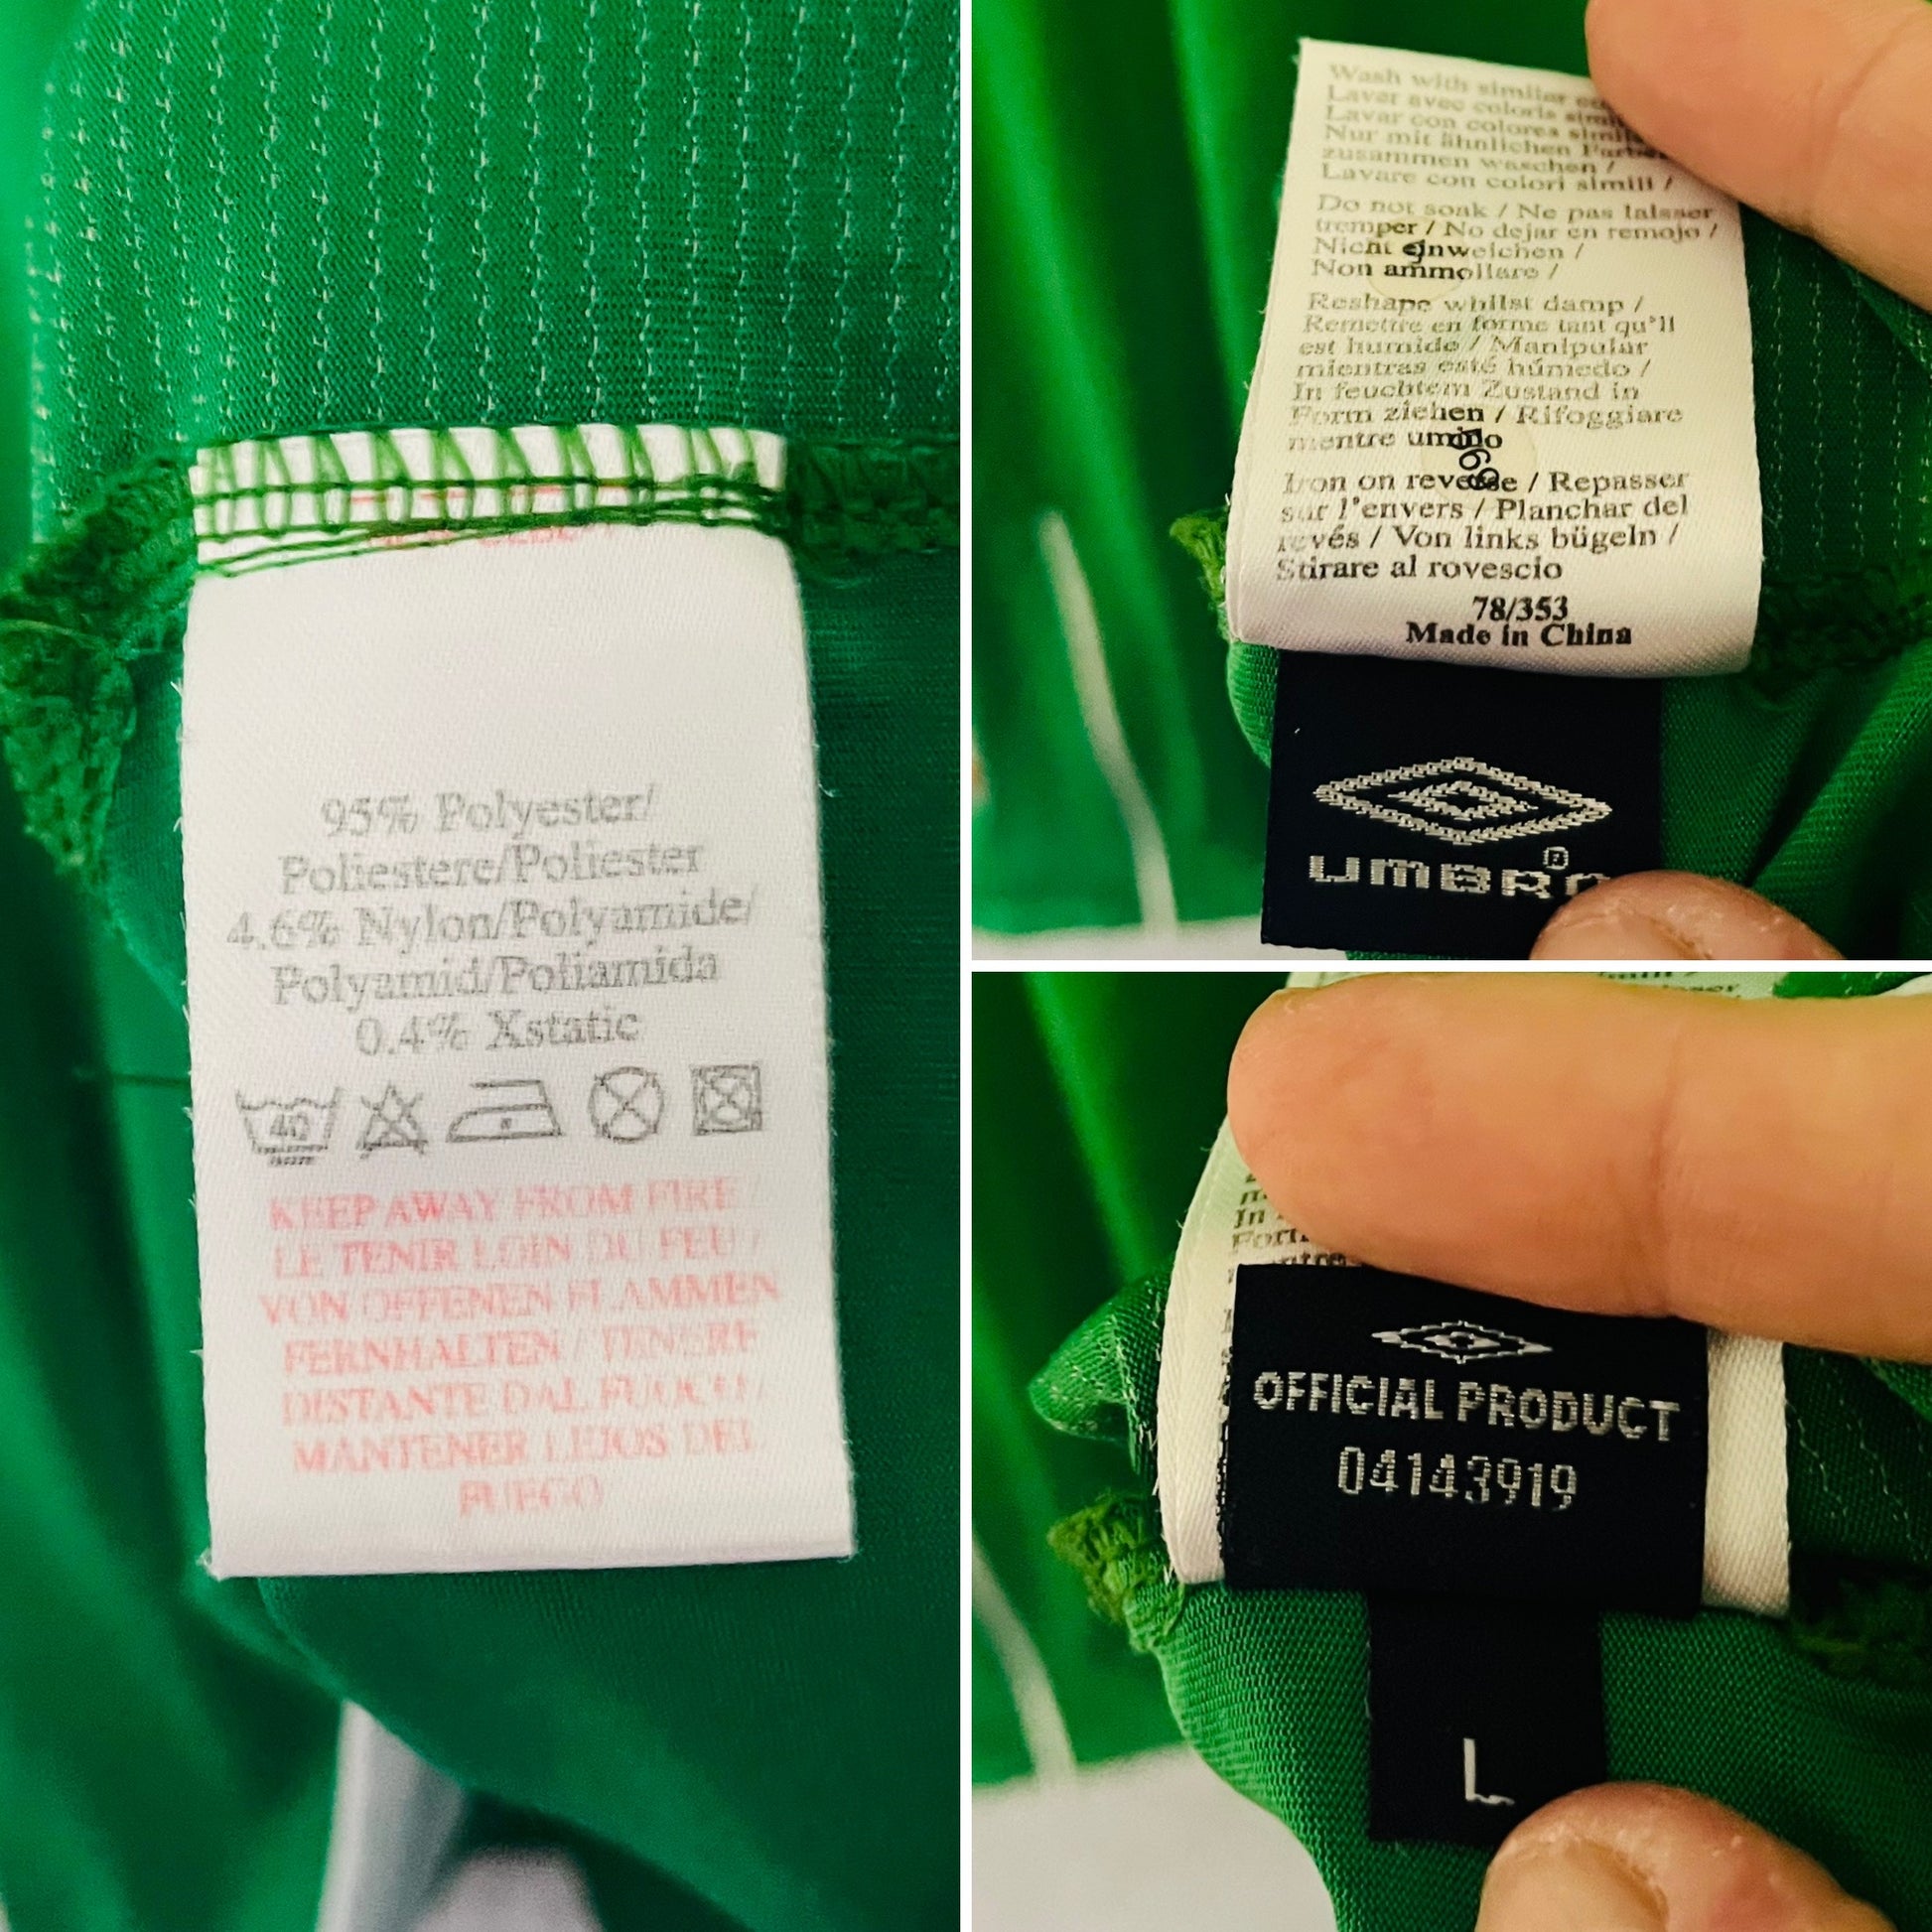 95% Polyester/
Poliestere/Poliester
4.6% Nylon/Polyamide/
Polyamid/Poliamida
0.4% Xstatic
40
KEEP AWAY FROM FIRE /
LE TENIR LOIN DU FEU /
VON OFFENEN FLAMMEN
FERNHALTEN / TENERE
DISTANTE DAL FUOCO /
MANTENER LEJOS DEL
FUEGO
Wash with similar
Laver avec coloris
Lavar con colores
Nur mit ähnlichen
zusammen waschen /
Lavare con colori simili /
Do not soak / Ne pas laisser
tremper / No dejar en remojo /
Nicht einweichen /
Non ammollare /
Reshape whilst damp /
Remettre en forme tant qu'il
est humide / Manipular
mientras esté húmedo /
In feuchtem Zustand in
Form ziehen / Rifoggiare
mentre umido
Iron on reverse / Repasser
sur l'envers / Planchar del
revés / Von links bügeln /
Stirare al rovescio
78/353
Made in China
UMBRO®
In
OFFICIAL PRODUCT
04143919
L